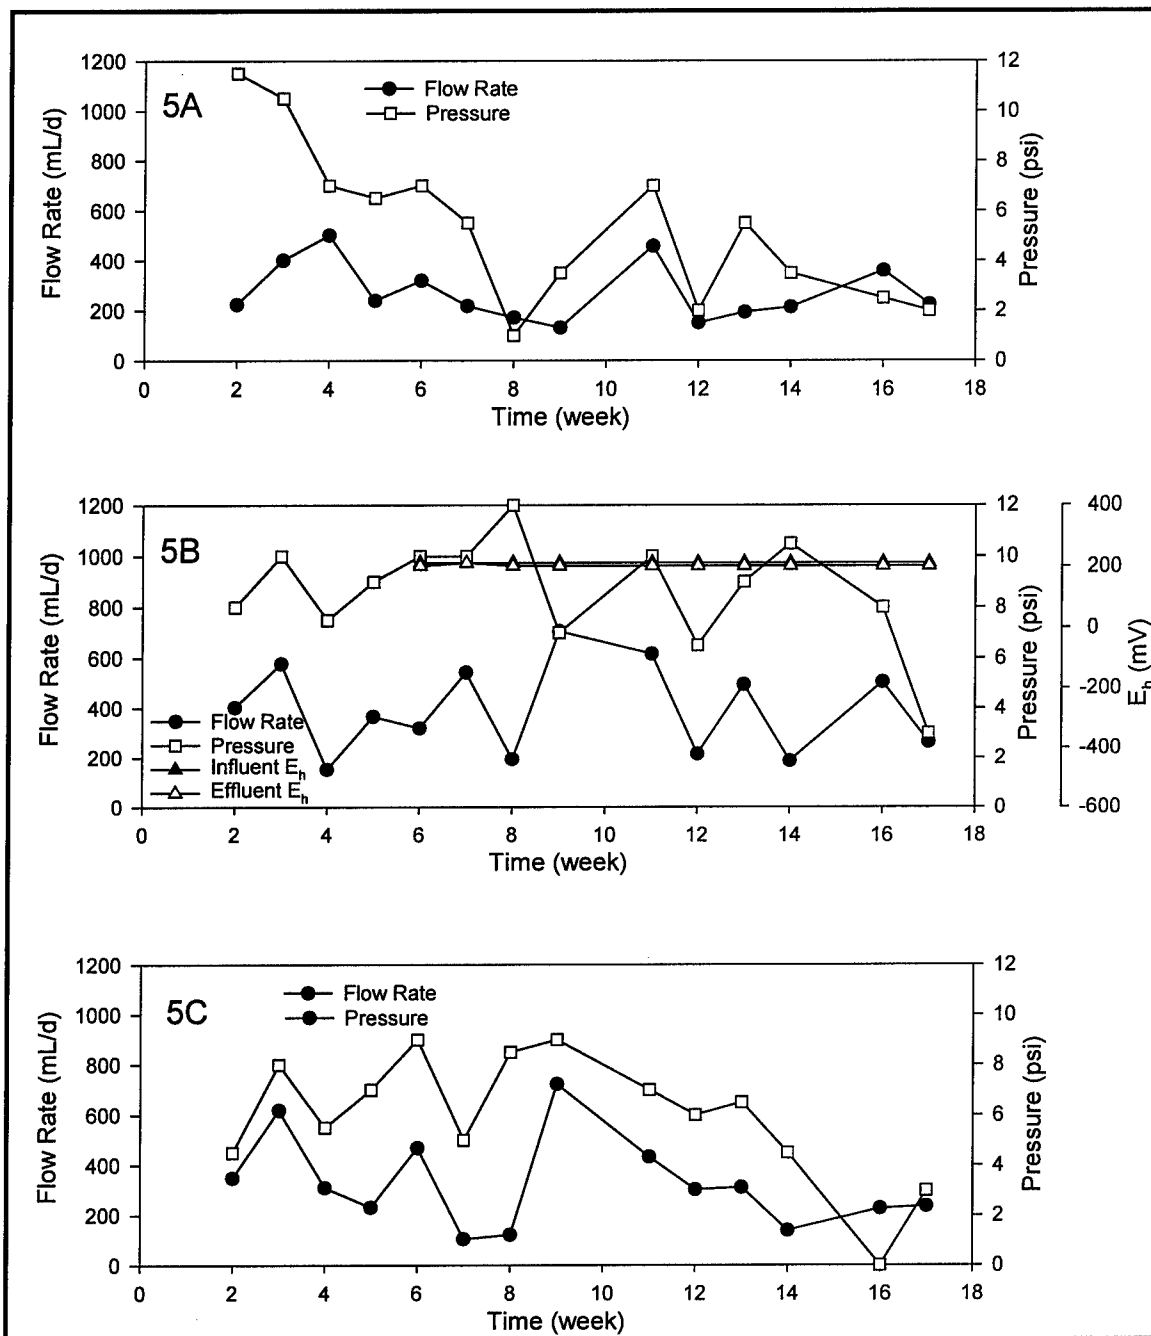 5A
Flow Rate
Pressure
Flow Rate (mL/d)
1200
1000
800
600
400
200
0
Pressure (psi)
12
10
8
6
4
2
0
0 2 4 6 8 10 12 14 16 18
Time (week)
5B
Flow Rate
Pressure
Influent Eh
Effluent Eh
Flow Rate (mL/d)
1200
1000
800
600
400
200
0
Pressure (psi)
12
10
8
6
4
2
0
Eh (mV)
400
200
0
-200
-400
-600
0 2 4 6 8 10 12 14 16 18
Time (week)
5C
Flow Rate
Pressure
Flow Rate (mL/d)
1200
1000
800
600
400
200
0
Pressure (psi)
12
10
8
6
4
2
0
0 2 4 6 8 10 12 14 16 18
Time (week)